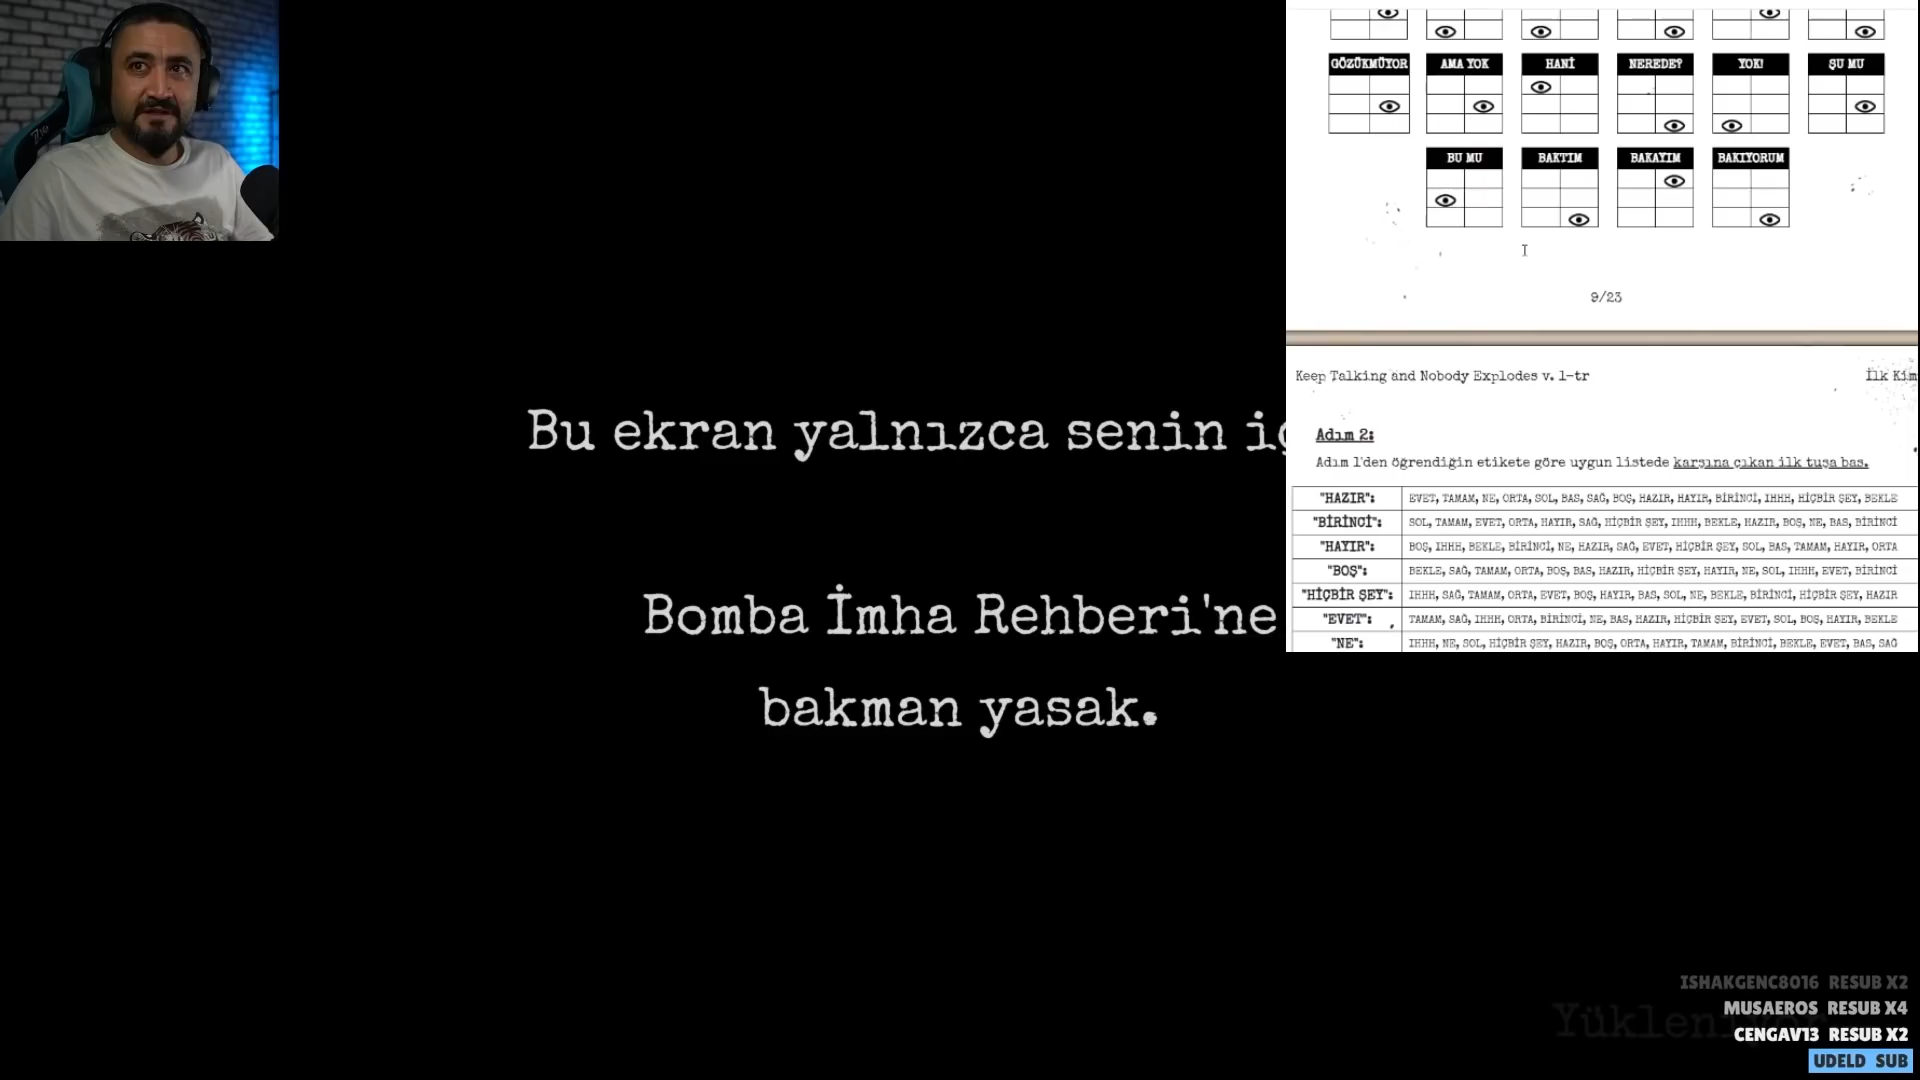 GÖZÜKMÜYOR AMA YOK HANİ NEREDE? YOK! ŞU MU
BU MU BAKTIM BAKAYIM BAKIYORUM
9/23
Keep Talking and Nobody Explodes v. 1-tr İlk Kim
Adım 2:
Adım 1'den öğrendiğin etikete göre uygun listede karşına çıkan ilk tuşa bas.
"HAZIR": EVET, TAMAM, NE, ORTA, SOL, BAS, SAĞ, BOŞ, HAZIR, HAYIR, BİRİNCİ, IHHH, HİÇBİR ŞEY, BEKLE
"BİRİNCİ": SOL, TAMAM, EVET, ORTA, HAYIR, SAĞ, HİÇBİR ŞEY, IHHH, BEKLE, HAZIR, BOŞ, NE, BAS, BİRİNCİ
"HAYIR": BOŞ, IHHH, BEKLE, BİRİNCİ, NE, HAZIR, SAĞ, EVET, HİÇBİR ŞEY, SOL, BAS, TAMAM, HAYIR, ORTA
"BOŞ": BEKLE, SAĞ, TAMAM, ORTA, BOŞ, BAS, HAZIR, HİÇBİR ŞEY, HAYIR, NE, SOL, IHHH, EVET, BİRİNCİ
"HİÇBİR ŞEY": IHHH, SAĞ, TAMAM, ORTA, EVET, BOŞ, HAYIR, BAS, SOL, NE, BEKLE, BİRİNCİ, HİÇBİR ŞEY, HAZIR
"EVET": TAMAM, SAĞ, IHHH, ORTA, BİRİNCİ, NE, BAS, HAZIR, HİÇBİR ŞEY, EVET, SOL, BOŞ, HAYIR, BEKLE
"NE": IHHH, NE, SOL, HİÇBİR ŞEY, HAZIR, BOŞ, ORTA, HAYIR, TAMAM, BİRİNCİ, BEKLE, EVET, BAS, SAĞ
Bu ekran yalnızca senin iç
Bomba İmha Rehberi'ne
bakman yasak.
ISHAKGENC8016 RESUB X2
MUSAEROS RESUB X4
CENGAV13 RESUB X2
UDELD SUB